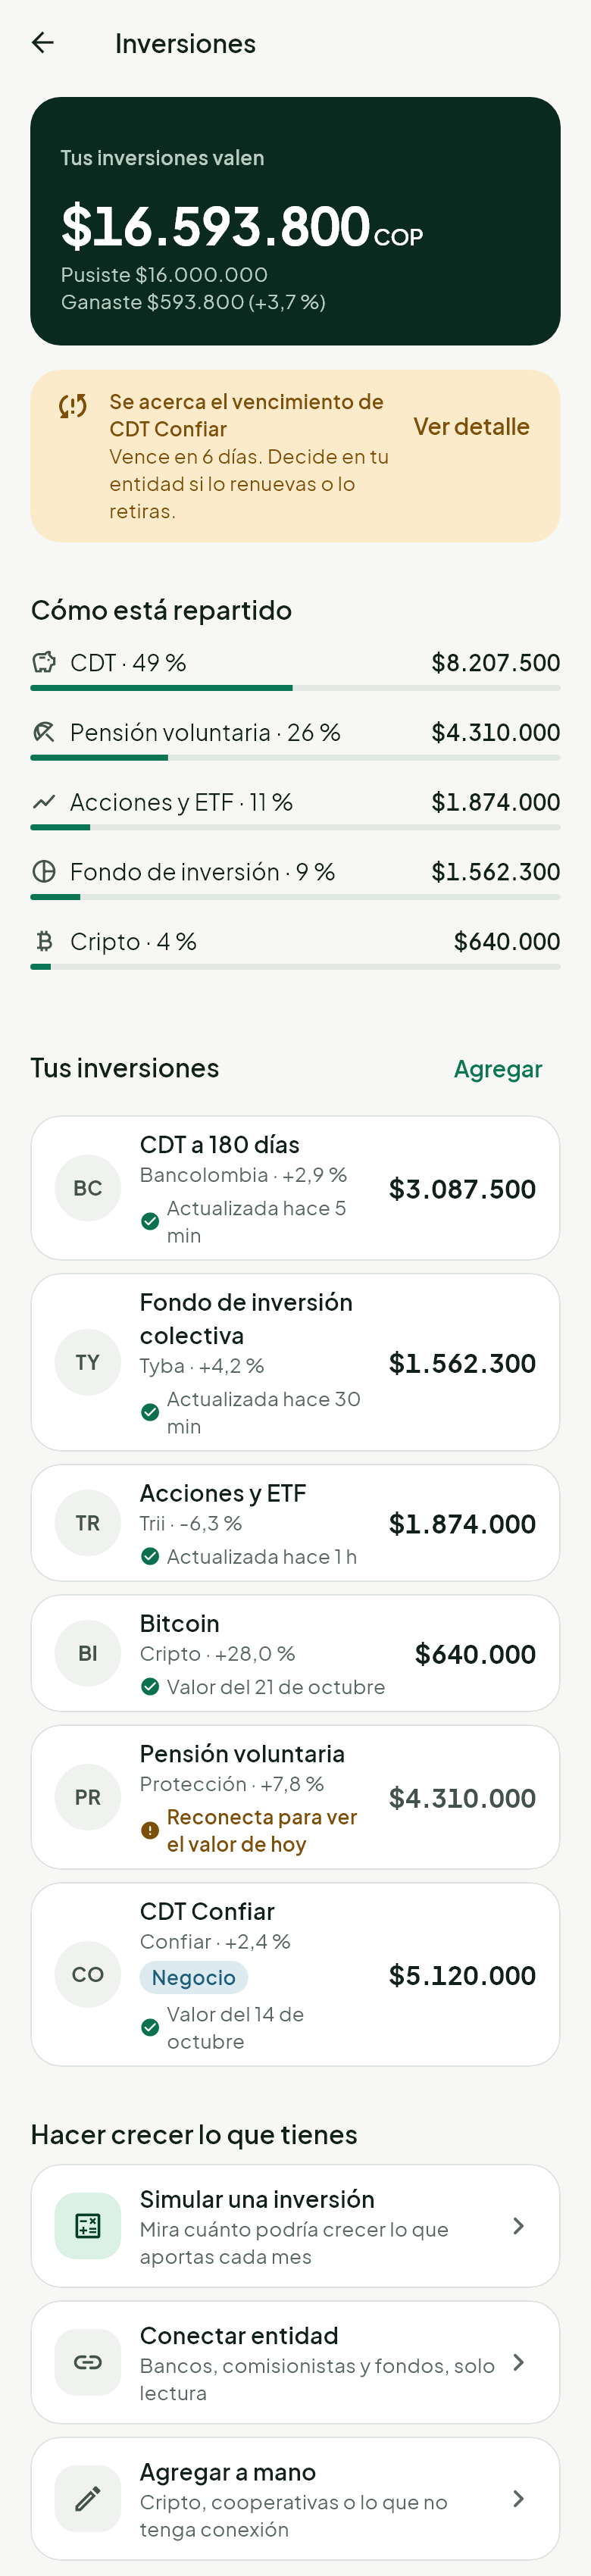 Inversiones
Tus inversiones valen
$16.593.800 COP
Pusiste $16.000.000
Ganaste $593.800 (+3,7 %)
Se acerca el vencimiento de
CDT Confiar
Ver detalle
Vence en 6 días. Decide en tu
entidad si lo renuevas o lo
retiras.
Cómo está repartido
CDT · 49 % $8.207.500
Pensión voluntaria · 26 % $4.310.000
Acciones y ETF · 11 % $1.874.000
Fondo de inversión · 9 % $1.562.300
Cripto · 4 % $640.000
Tus inversiones Agregar
CDT a 180 días
BC
Bancolombia · +2,9 %
$3.087.500
Actualizada hace 5
min
Fondo de inversión
colectiva
TY
Tyba · +4,2 %
$1.562.300
Actualizada hace 30
min
Acciones y ETF
TR
Trii · -6,3 %
$1.874.000
Actualizada hace 1 h
Bitcoin
BI
Cripto · +28,0 %
$640.000
Valor del 21 de octubre
Pensión voluntaria
PR
Protección · +7,8 %
$4.310.000
Reconecta para ver
el valor de hoy
CDT Confiar
CO
Confiar · +2,4 %
Negocio
$5.120.000
Valor del 14 de
octubre
Hacer crecer lo que tienes
Simular una inversión
Mira cuánto podría crecer lo que
aportas cada mes
Conectar entidad
Bancos, comisionistas y fondos, solo
lectura
Agregar a mano
Cripto, cooperativas o lo que no
tenga conexión